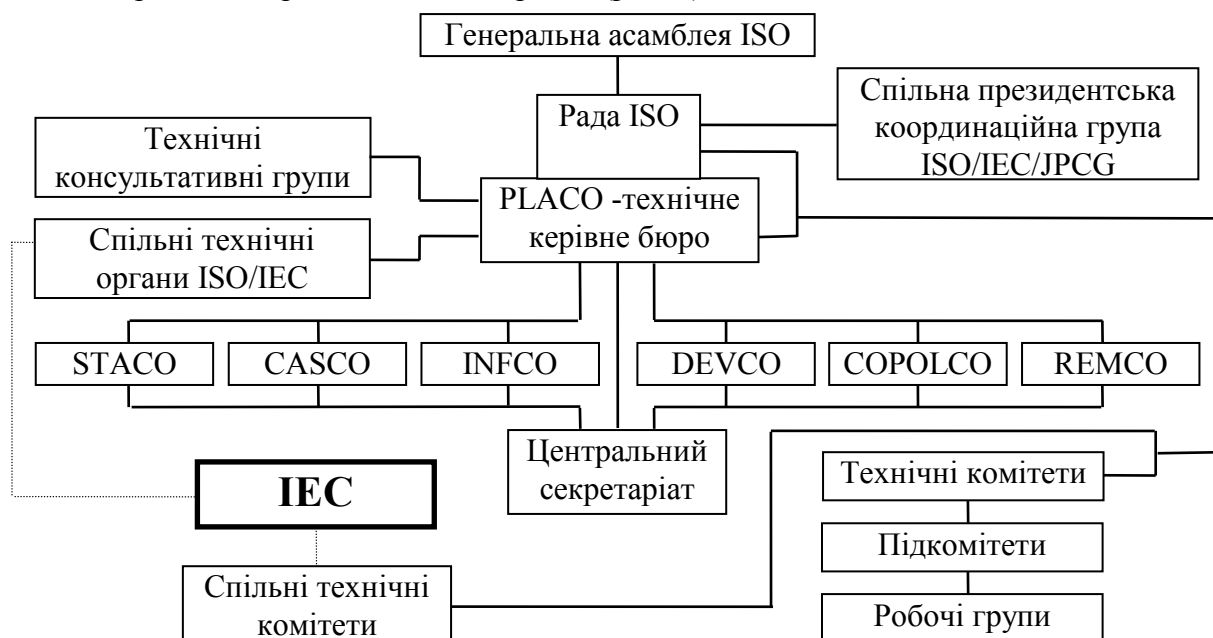 Генеральна асамблея ISO
Рада ISO
Спільна президентська
координаційна група
ISO/IEC/JPCG
Технічні
консультативні групи
PLACO -технічне
керівне бюро
Спільні технічні
органи ISO/IEC
STACO
CASCO
INFCO
DEVCO
COPOLCO
REMCO
Центральний
секретаріат
IEC
Технічні комітети
Підкомітети
Спільні технічні
комітети
Робочі групи